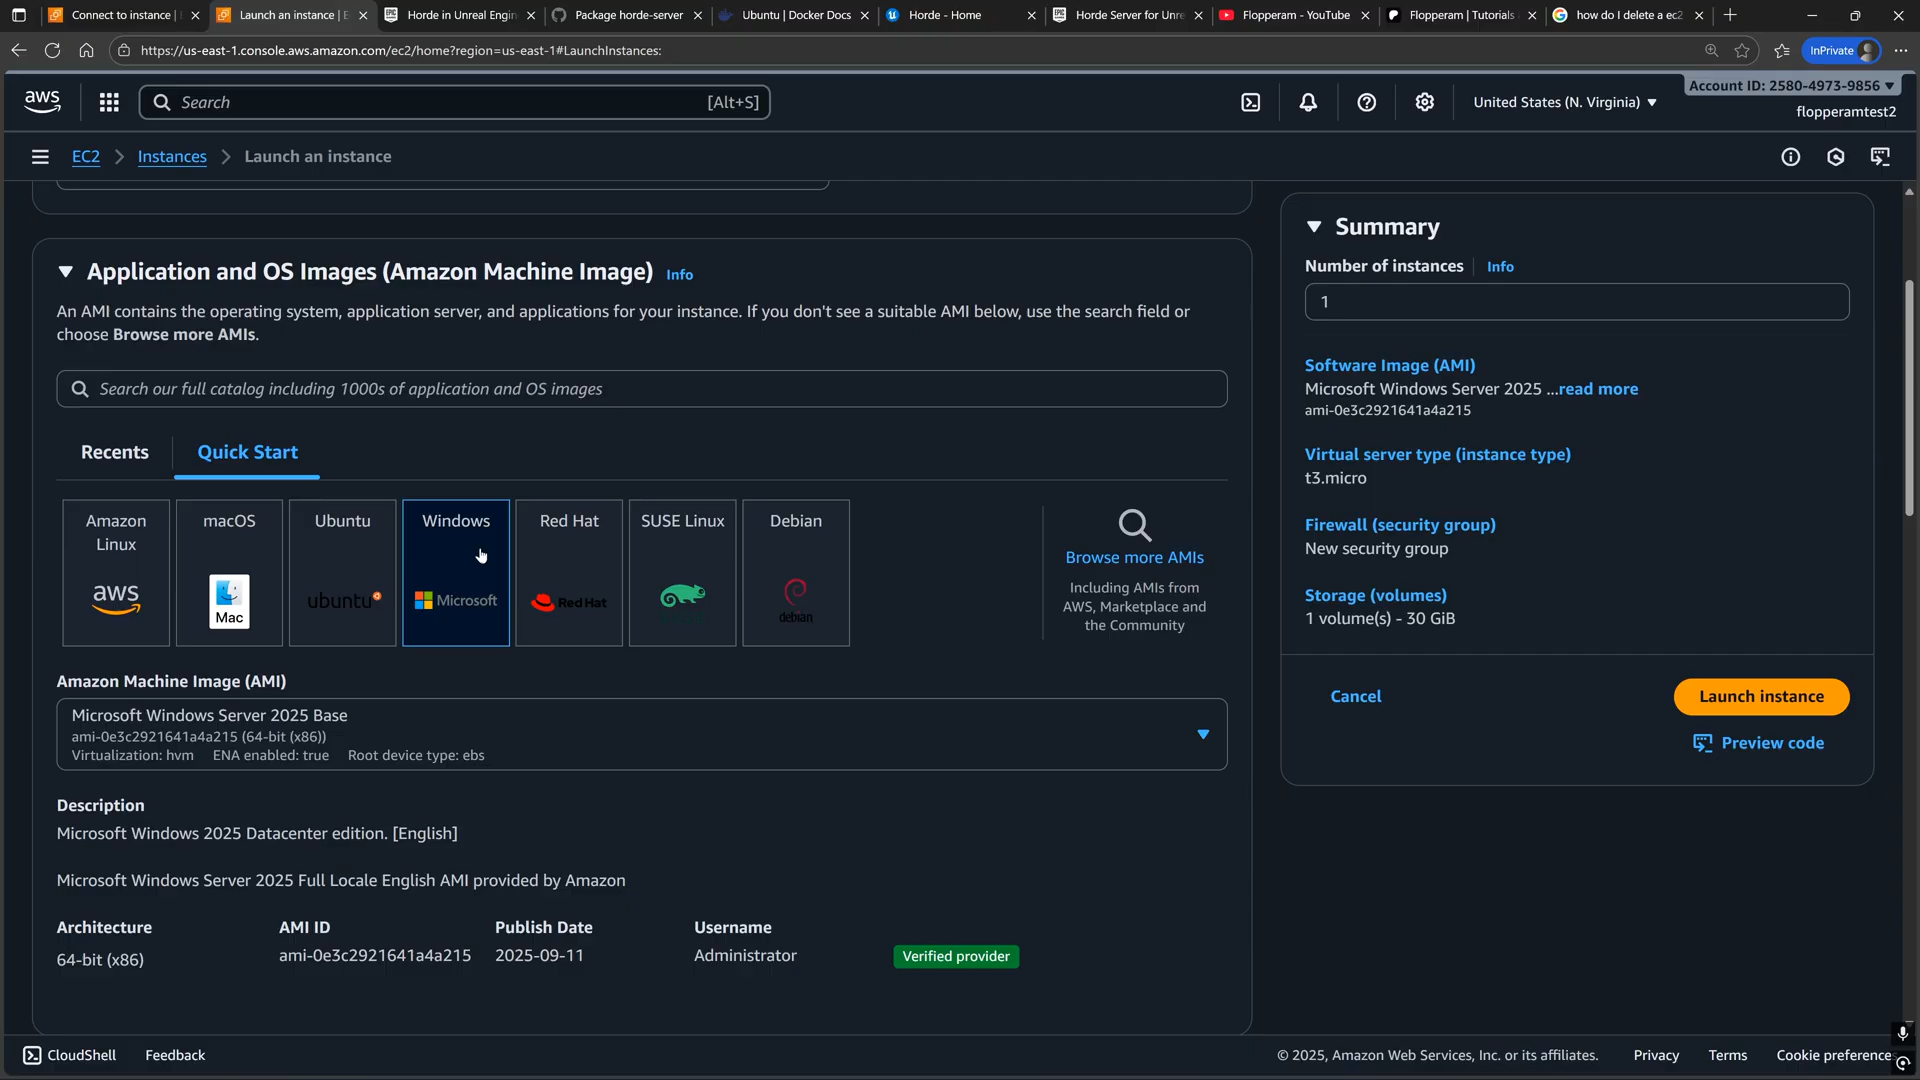 Connect to instance |
Launch an instance | E
Horde in Unreal Engin
Package horde-server
Ubuntu | Docker Docs
Horde - Home
Horde Server for Unre
Flopperam - YouTube
Flopperam | Tutorials
how do I delete a ec2
https://us-east-1.console.aws.amazon.com/ec2/home?region=us-east-1#LaunchInstances:
InPrivate
aws
Search
[Alt+S]
United States (N. Virginia)
Account ID: 2580-4973-9856
flopperamtest2
EC2
Instances
Launch an instance
Application and OS Images (Amazon Machine Image)
Info
An AMI contains the operating system, application server, and applications for your instance. If you don't see a suitable AMI below, use the search field or
choose Browse more AMIs.
Search our full catalog including 1000s of application and OS images
Recents
Quick Start
Amazon
Linux
aws
macOS
Mac
Ubuntu
ubuntu
Windows
Microsoft
Red Hat
Red Hat
SUSE Linux
Debian
debian
Browse more AMIs
Including AMIs from
AWS, Marketplace and
the Community
Amazon Machine Image (AMI)
Microsoft Windows Server 2025 Base
ami-0e3c2921641a4a215 (64-bit (x86))
Virtualization: hvm ENA enabled: true Root device type: ebs
Description
Microsoft Windows 2025 Datacenter edition. [English]
Microsoft Windows Server 2025 Full Locale English AMI provided by Amazon
Architecture
AMI ID
Publish Date
Username
64-bit (x86)
ami-0e3c2921641a4a215
2025-09-11
Administrator
Verified provider
Summary
Number of instances
Info
1
Software Image (AMI)
Microsoft Windows Server 2025 ...read more
ami-0e3c2921641a4a215
Virtual server type (instance type)
t3.micro
Firewall (security group)
New security group
Storage (volumes)
1 volume(s) - 30 GiB
Cancel
Launch instance
Preview code
CloudShell
Feedback
© 2025, Amazon Web Services, Inc. or its affiliates.
Privacy
Terms
Cookie preferences